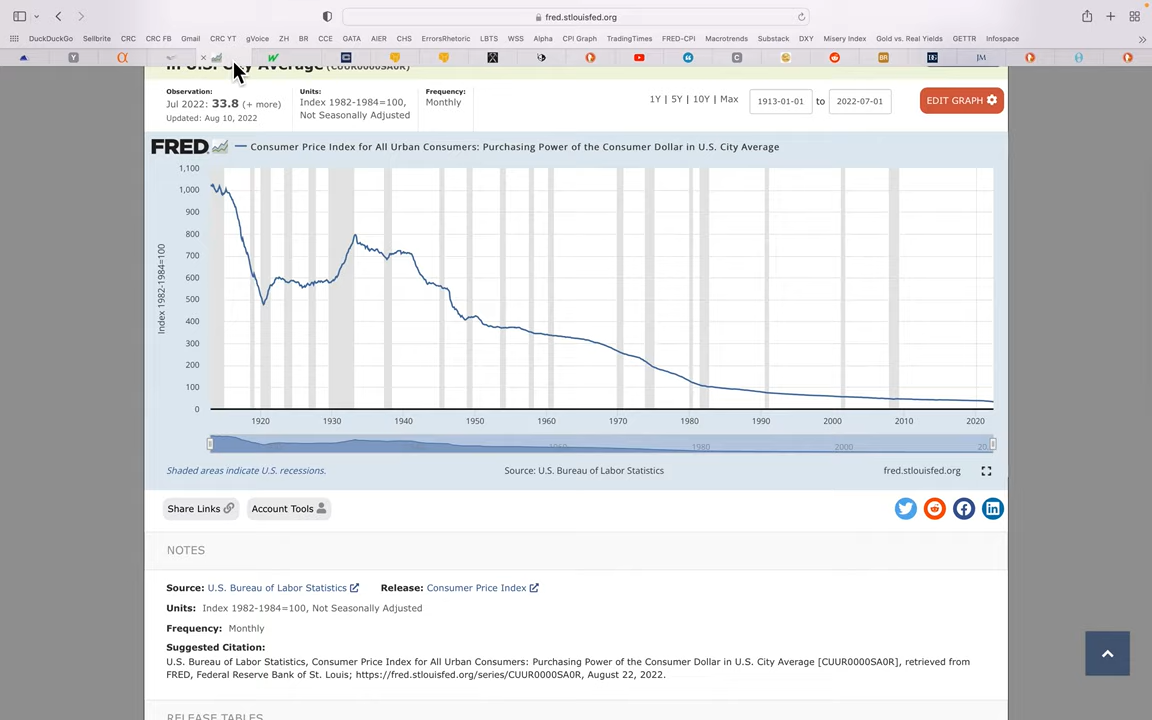 fred.stlouisfed.org
DuckDuckGo Sellbrite CRC CRC FB Gmail CRC YT gVoice ZH BR CCE GATA AIER CHS ErrorsRhetoric LBTS WSS Alpha CPI Graph TradingTimes FRED-CPI Macrotrends Substack DXY Misery Index Gold vs. Real Yields GETTR Infospace
in U.S. City Average (CUUR0000SA0R)
Observation:
Jul 2022: 33.8 (+ more)
Updated: Aug 10, 2022
Units:
Index 1982-1984=100,
Not Seasonally Adjusted
Frequency:
Monthly
1Y | 5Y | 10Y | Max
1913-01-01 to 2022-07-01
EDIT GRAPH
FRED
Consumer Price Index for All Urban Consumers: Purchasing Power of the Consumer Dollar in U.S. City Average
Index 1982-1984=100
1,100
1,000
900
800
700
600
500
400
300
200
100
0
1920 1930 1940 1950 1960 1970 1980 1990 2000 2010 2020
1960 1980 2000
Shaded areas indicate U.S. recessions. Source: U.S. Bureau of Labor Statistics fred.stlouisfed.org
Share Links Account Tools
NOTES
Source: U.S. Bureau of Labor Statistics Release: Consumer Price Index
Units: Index 1982-1984=100, Not Seasonally Adjusted
Frequency: Monthly
Suggested Citation:
U.S. Bureau of Labor Statistics, Consumer Price Index for All Urban Consumers: Purchasing Power of the Consumer Dollar in U.S. City Average [CUUR0000SA0R], retrieved from
FRED, Federal Reserve Bank of St. Louis; https://fred.stlouisfed.org/series/CUUR0000SA0R, August 22, 2022.
RELEASE TABLES